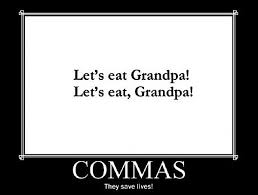 Let's eat Grandpa!
Let's eat, Grandpa!
COMMAS
They save lives!